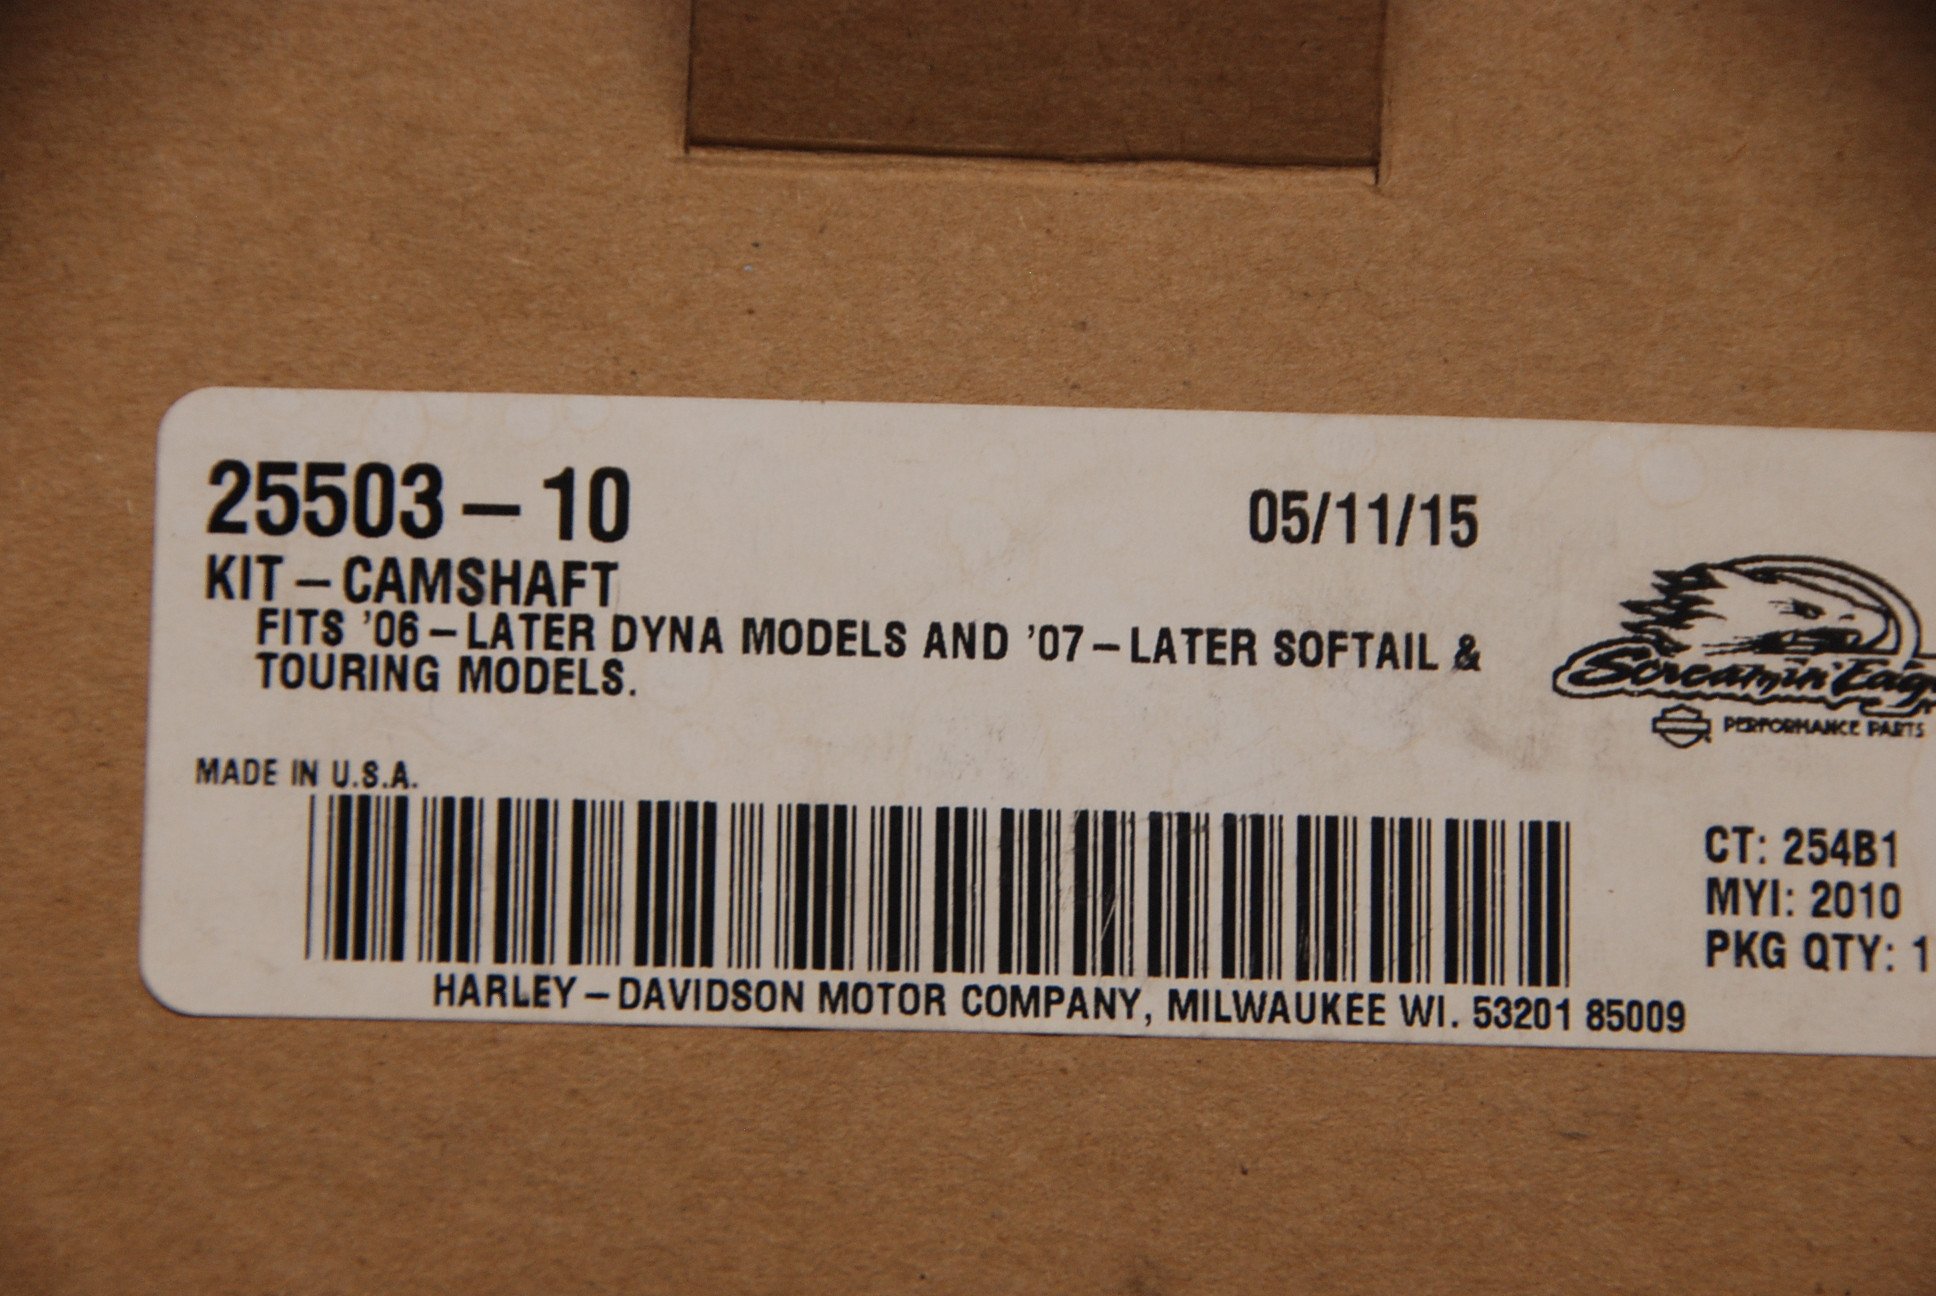 25503-10 05/11/15
KIT-CAMSHAFT
FITS '06-LATER DYNA MODELS AND '07-LATER SOFTAIL &
TOURING MODELS.
Screamin' Eag
PERFORMANCE PARTS
MADE IN U.S.A.
CT: 254B1
MYI: 2010
PKG QTY: 1
HARLEY-DAVIDSON MOTOR COMPANY, MILWAUKEE WI. 53201 85009